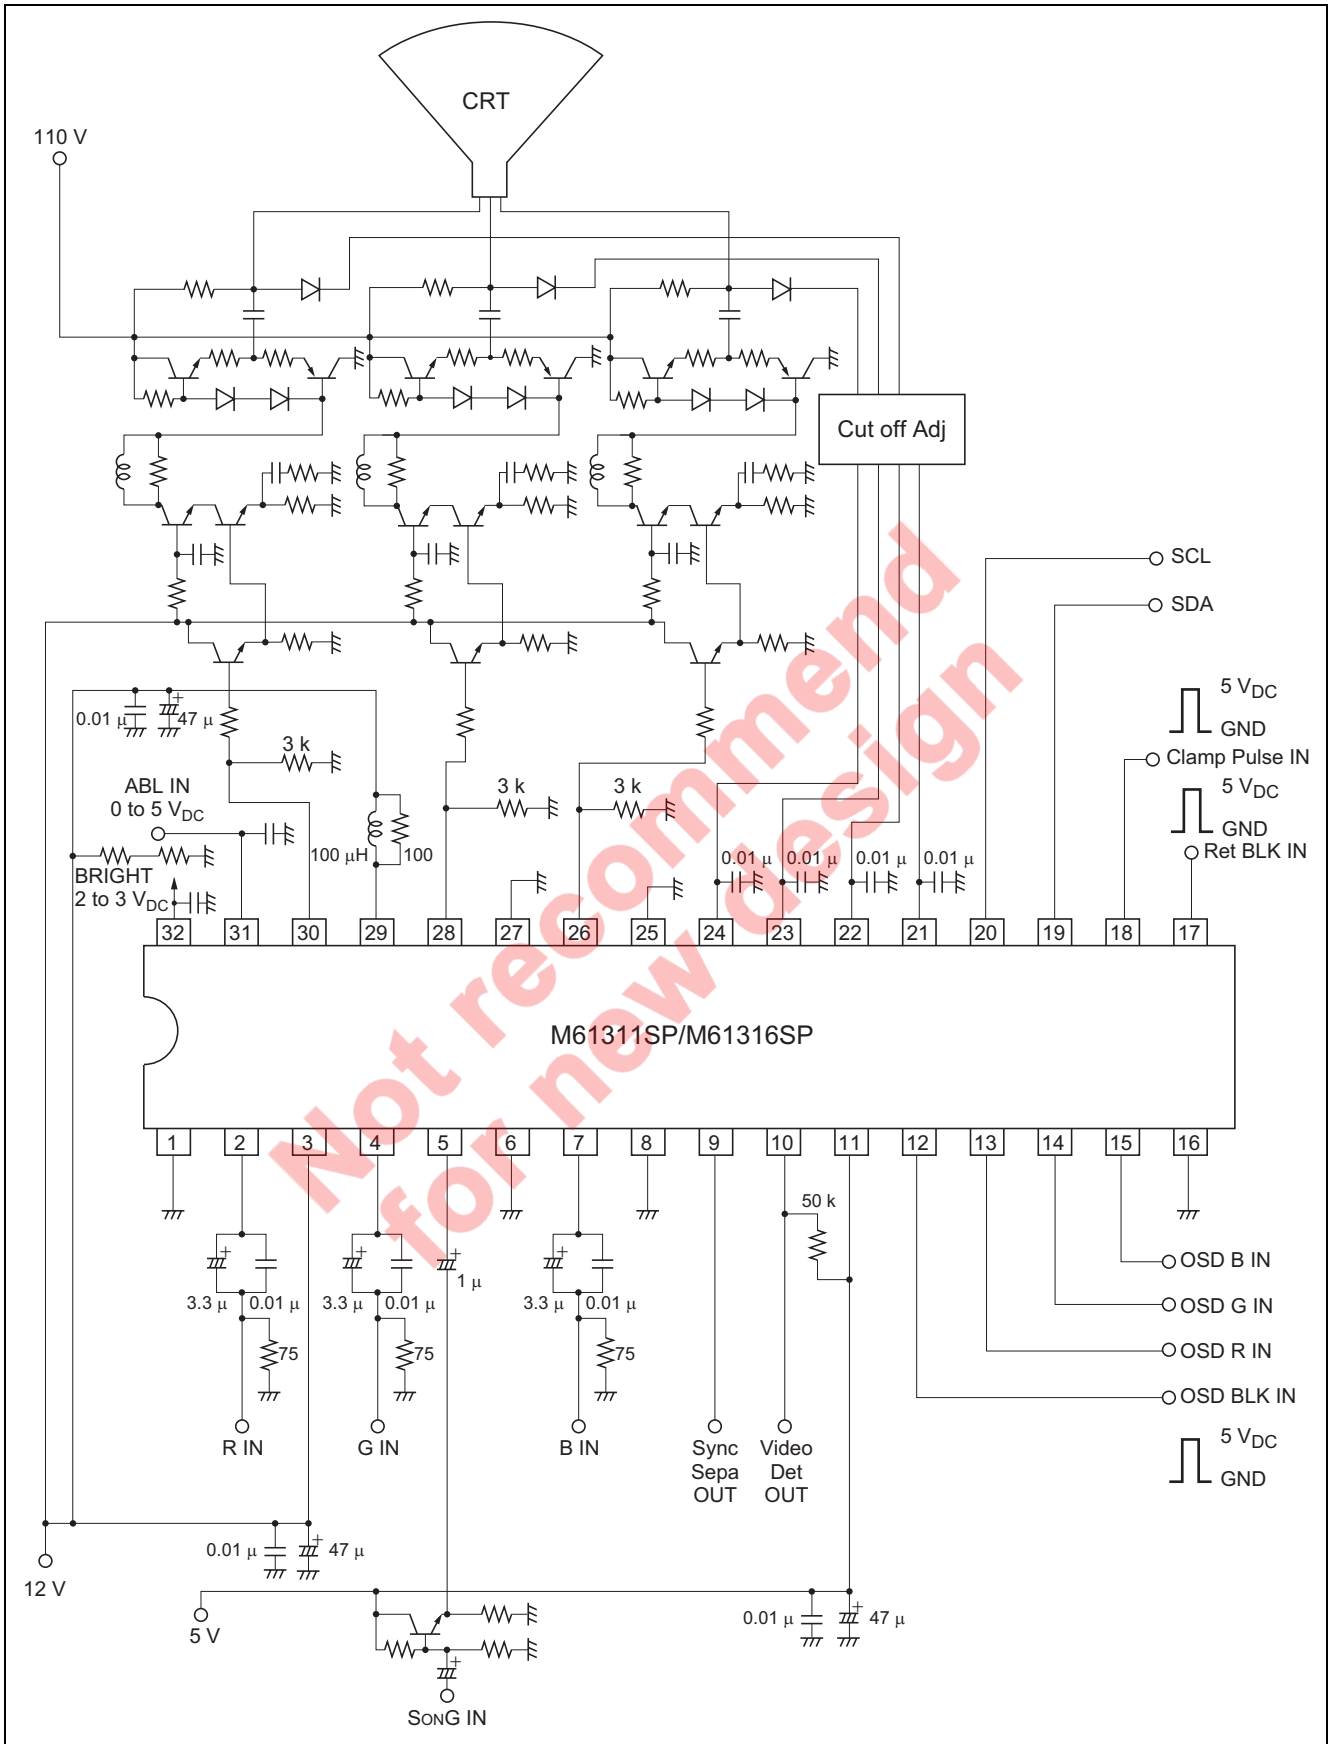 CRT
110 V
Cut off Adj
SCL
SDA
5 VDC
GND
Clamp Pulse IN
5 VDC
GND
Ret BLK IN
0.01 μ
47 μ
3 k
3 k
3 k
ABL IN
0 to 5 VDC
100 μH
100
BRIGHT
2 to 3 VDC
0.01 μ
0.01 μ
0.01 μ
0.01 μ
32
31
30
29
28
27
26
25
24
23
22
21
20
19
18
17
M61311SP/M61316SP
Not recommend
for new design
1
2
3
4
5
6
7
8
9
10
11
12
13
14
15
16
50 k
3.3 μ
0.01 μ
3.3 μ
0.01 μ
1 μ
3.3 μ
0.01 μ
75
75
75
R IN
G IN
B IN
Sync
Sepa
OUT
Video
Det
OUT
OSD B IN
OSD G IN
OSD R IN
OSD BLK IN
5 VDC
GND
0.01 μ
47 μ
12 V
5 V
0.01 μ
47 μ
SONG IN